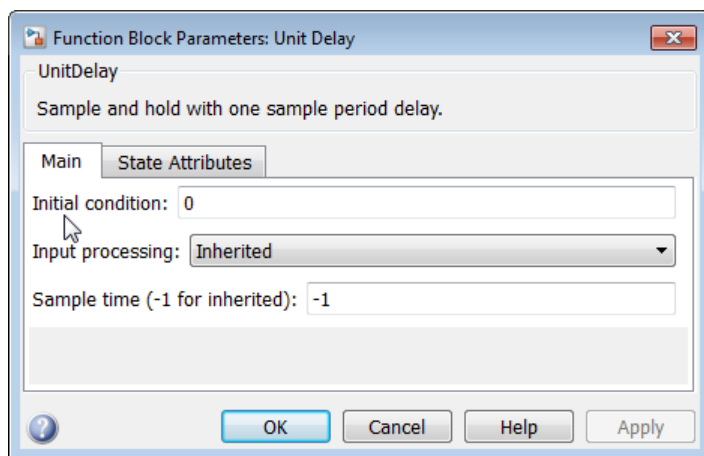 Function Block Parameters: Unit Delay
UnitDelay
Sample and hold with one sample period delay.
Main State Attributes
Initial condition: 0
Input processing: Inherited
Sample time (-1 for inherited): -1
? OK Cancel Help Apply